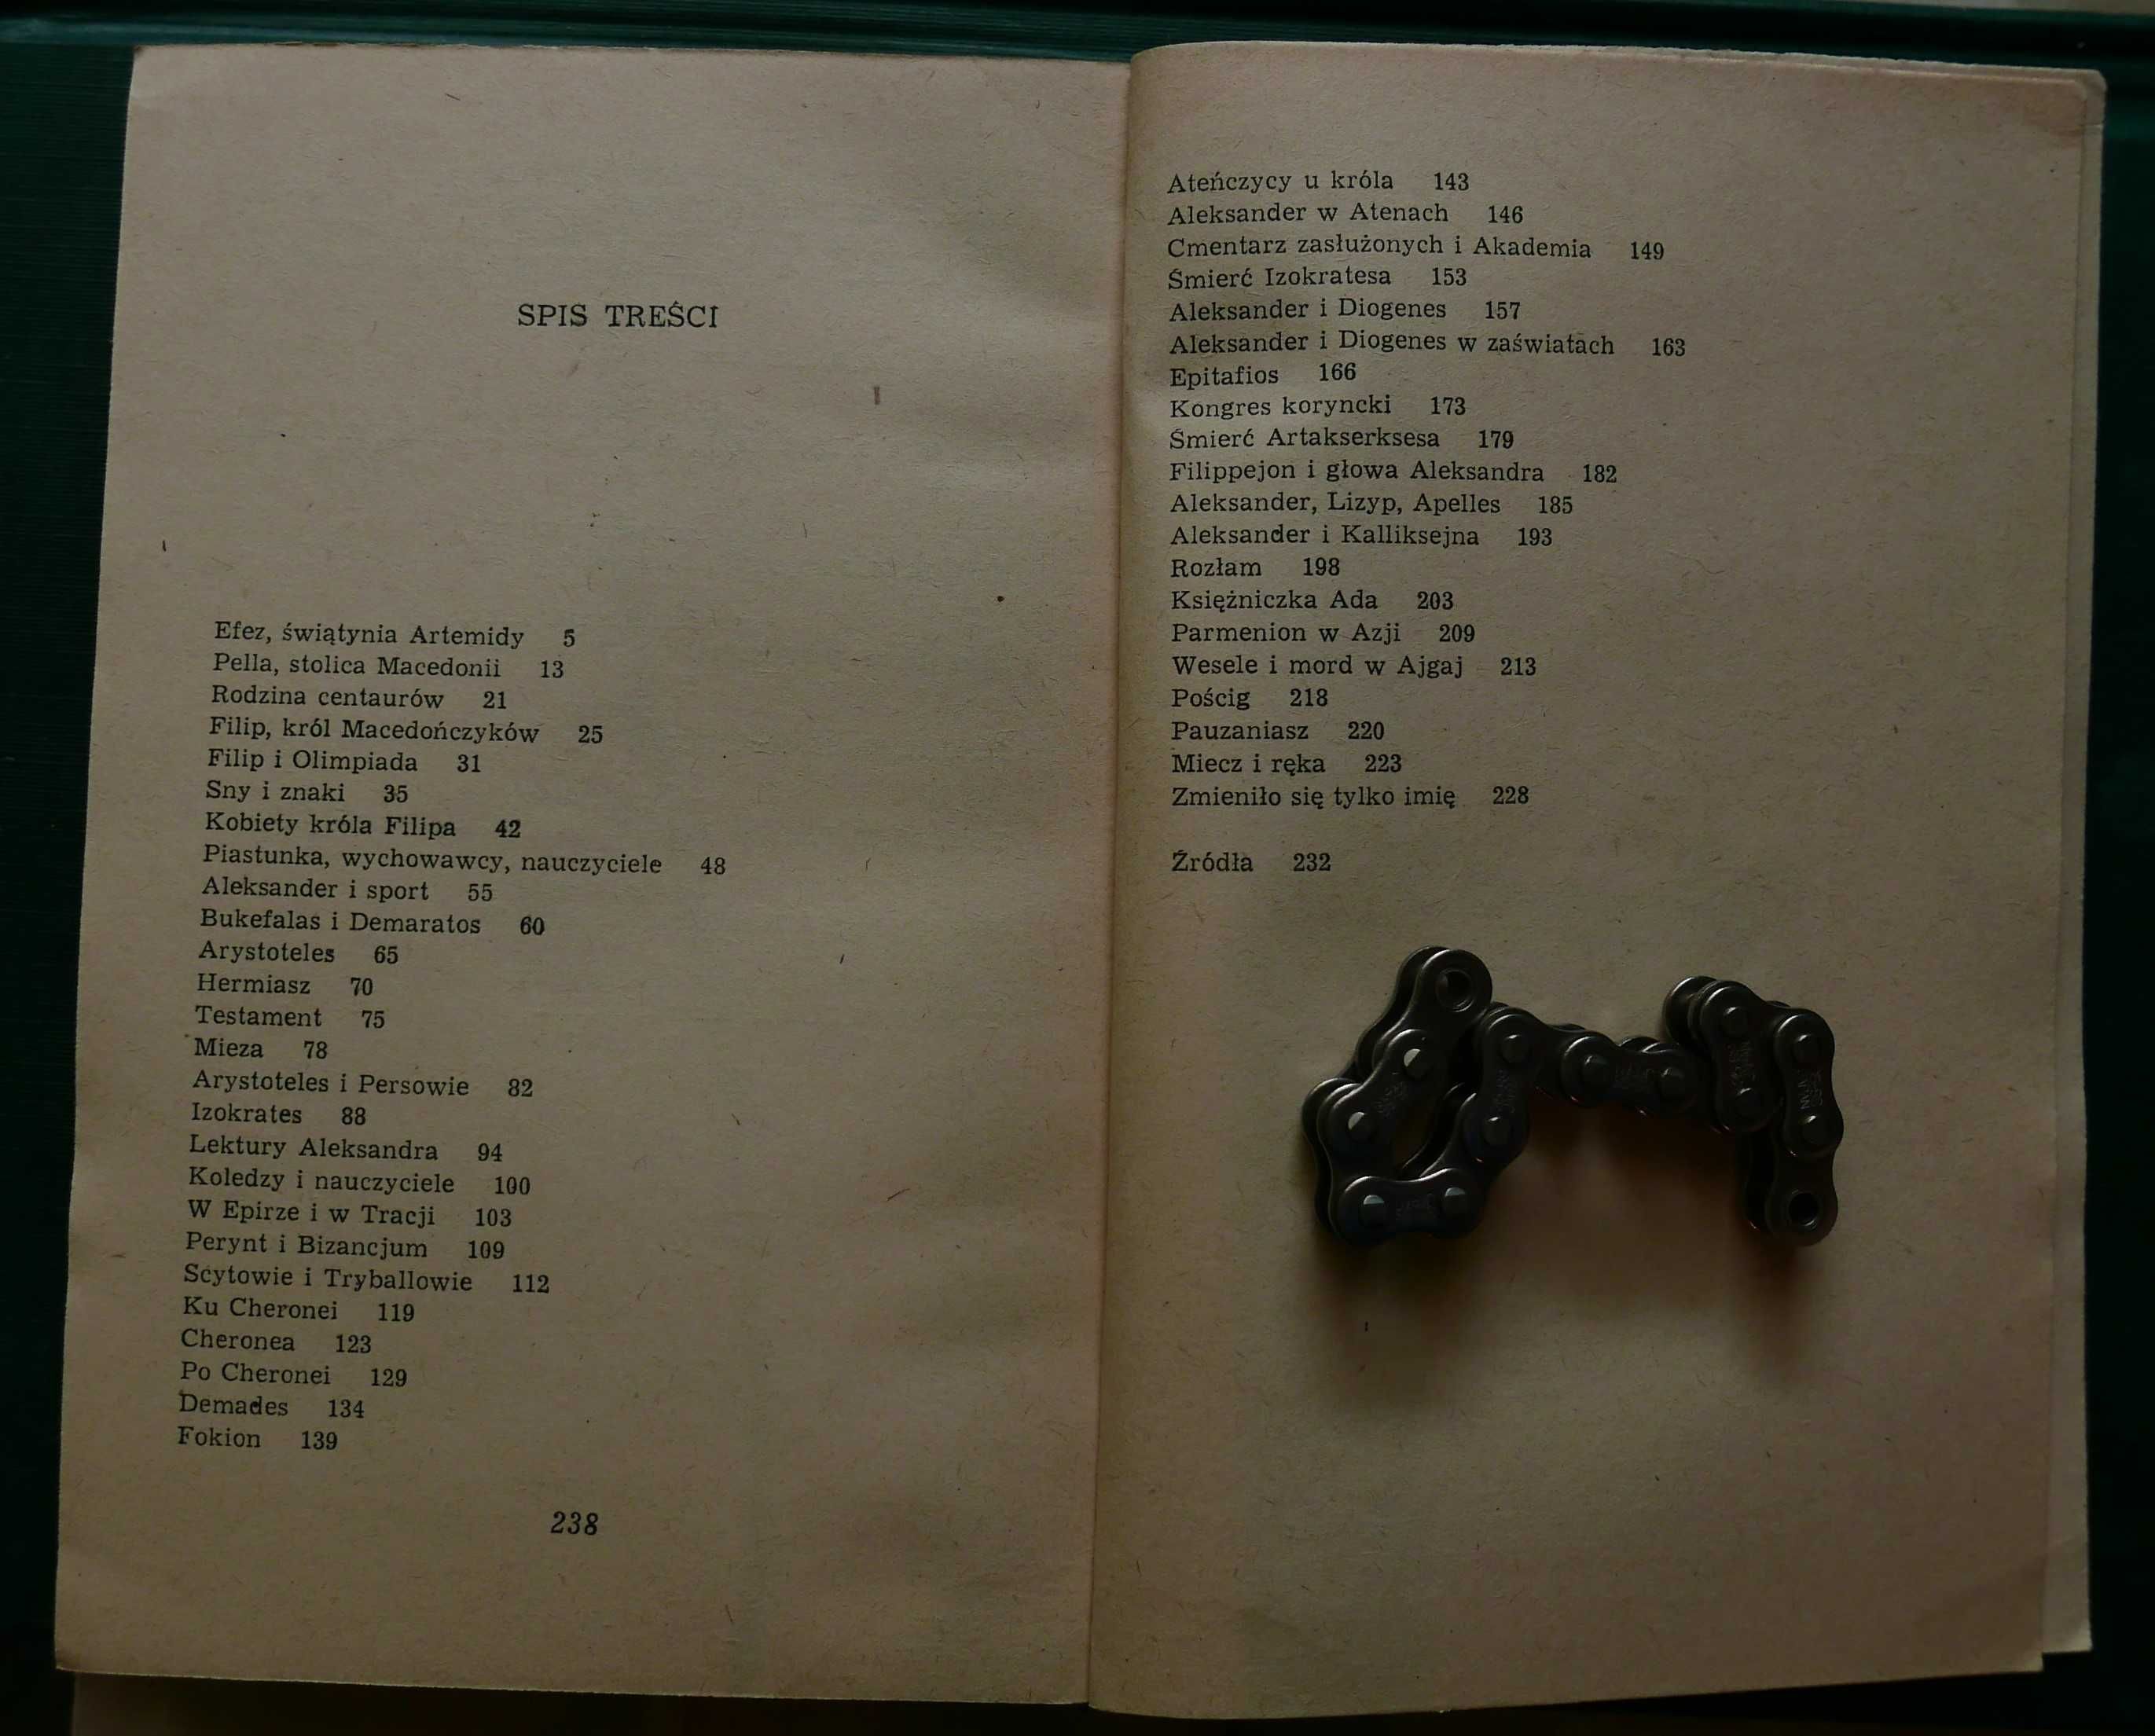 SPIS TREŚCI
Efez, świątynia Artemidy 5
Pella, stolica Macedonii 13
Rodzina centaurów 21
Filip, król Macedończyków 25
Filip i Olimpiada 31
Sny i znaki 35
Kobiety króla Filipa 42
Piastunka, wychowawcy, nauczyciele 48
Aleksander i sport 55
Bukefalas i Demaratos 60
Arystoteles 65
Hermiasz 70
Testament 75
Mieza 78
Arystoteles i Persowie 82
Izokrates 88
Lektury Aleksandra 94
Koledzy i nauczyciele 100
W Epirze i w Tracji 103
Perynt i Bizancjum 109
Scytowie i Tryballowie 112
Ku Cheronei 119
Cheronea 123
Po Cheronei 129
Demades 134
Fokion 139
238
Ateńczycy u króla 143
Aleksander w Atenach 146
Cmentarz zasłużonych i Akademia 149
Śmierć Izokratesa 153
Aleksander i Diogenes 157
Aleksander i Diogenes w zaświatach 163
Epitafios 166
Kongres koryncki 173
Śmierć Artakserksesa 179
Filippejon i głowa Aleksandra 182
Aleksander, Lizyp, Apelles 185
Aleksander i Kalliksejna 193
Rozłam 198
Księżniczka Ada 203
Parmenion w Azji 209
Wesele i mord w Ajgaj 213
Pościg 218
Pauzaniasz 220
Miecz i ręka 223
Zmieniło się tylko imię 228
Źródła 232